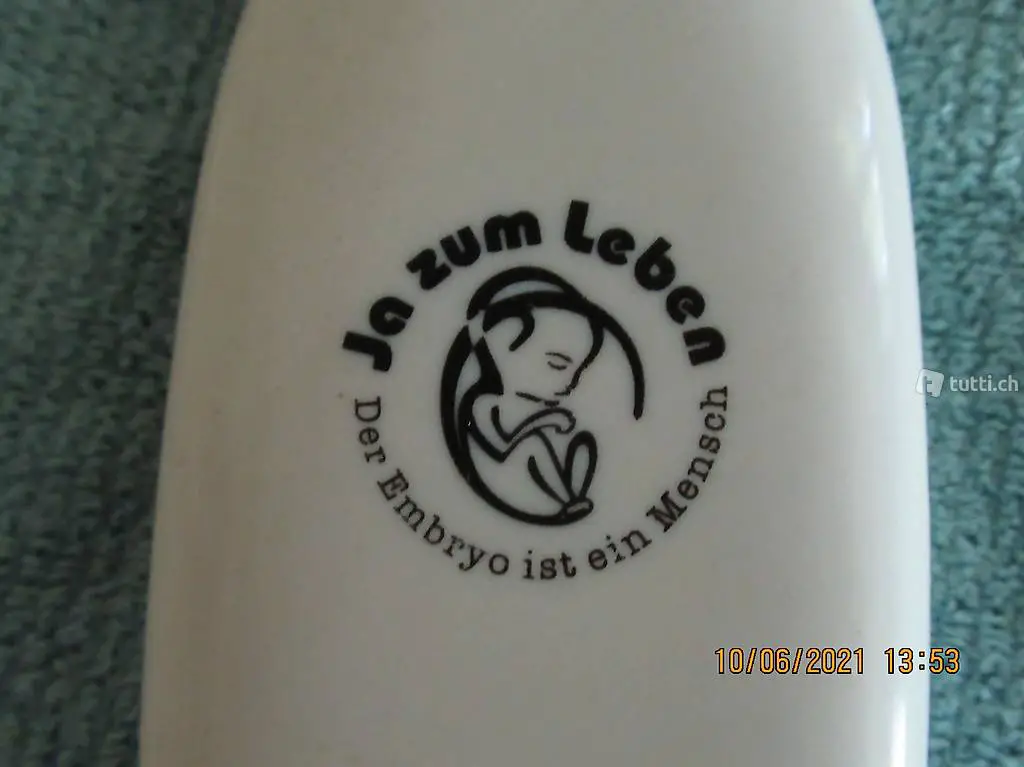 Ja zum Leben
Der Embryo ist ein Mensch
tutti.ch
10/06/2021 13:53